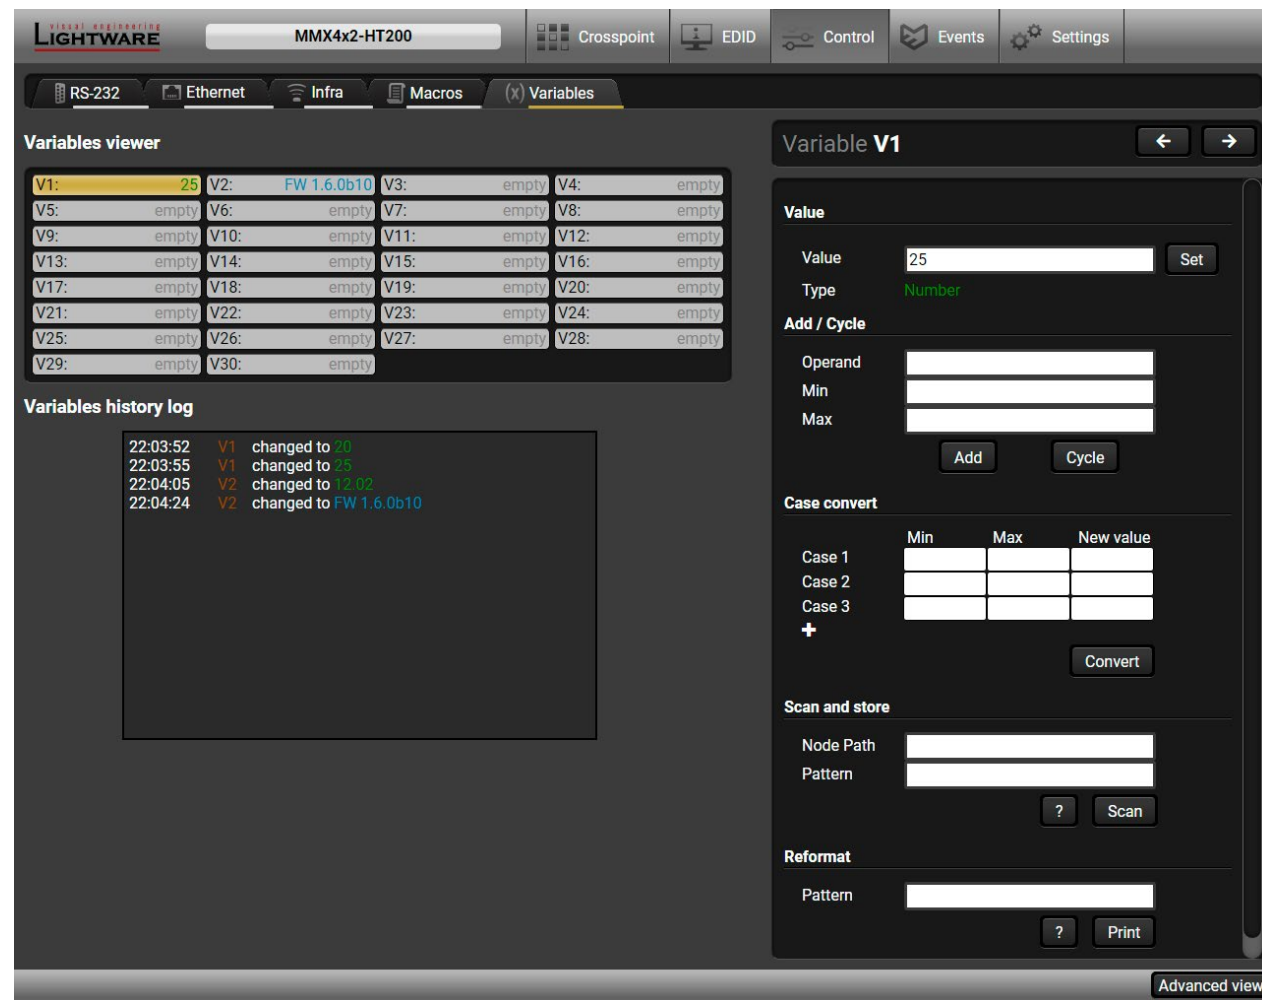 visual engineering
LIGHTWARE
MMX4x2-HT200
Crosspoint
EDID
Control
Events
Settings
RS-232
Ethernet
Infra
Macros
(X) Variables
Variables viewer
V1: 25 V2: FW 1.6.0b10 V3: empty V4: empty
V5: empty V6: empty V7: empty V8: empty
V9: empty V10: empty V11: empty V12: empty
V13: empty V14: empty V15: empty V16: empty
V17: empty V18: empty V19: empty V20: empty
V21: empty V22: empty V23: empty V24: empty
V25: empty V26: empty V27: empty V28: empty
V29: empty V30: empty
Variables history log
22:03:52 V1 changed to 20
22:03:55 V1 changed to 25
22:04:05 V2 changed to 12.02
22:04:24 V2 changed to FW 1.6.0b10
Variable V1
Value
Value 25 Set
Type Number
Add / Cycle
Operand
Min
Max
Add Cycle
Case convert
Min Max New value
Case 1
Case 2
Case 3
Convert
Scan and store
Node Path
Pattern
? Scan
Reformat
Pattern
? Print
Advanced view